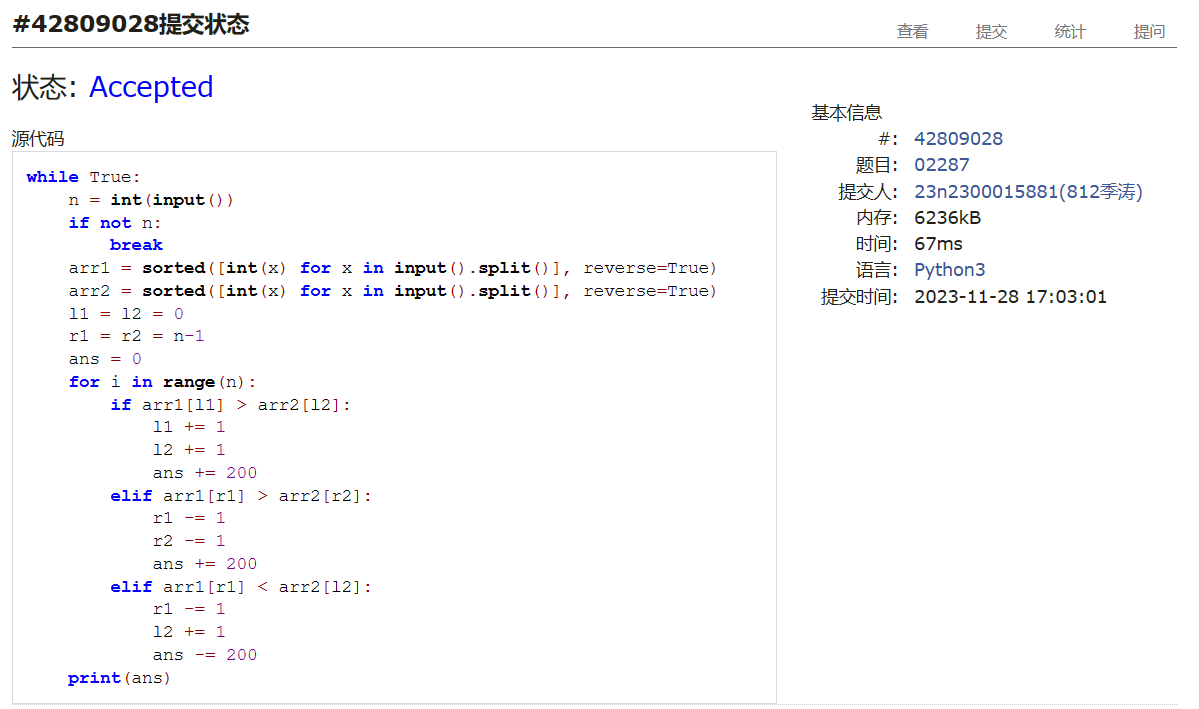 #42809028提交状态
查看 提交 统计 提问
状态: Accepted
源代码
while True:
    n = int(input())
    if not n:
        break
    arr1 = sorted([int(x) for x in input().split()], reverse=True)
    arr2 = sorted([int(x) for x in input().split()], reverse=True)
    l1 = l2 = 0
    r1 = r2 = n-1
    ans = 0
    for i in range(n):
        if arr1[l1] > arr2[l2]:
            l1 += 1
            l2 += 1
            ans += 200
        elif arr1[r1] > arr2[r2]:
            r1 -= 1
            r2 -= 1
            ans += 200
        elif arr1[r1] < arr2[l2]:
            r1 -= 1
            l2 += 1
            ans -= 200
    print(ans)
基本信息
#: 42809028
题目: 02287
提交人: 23n2300015881(812季涛)
内存: 6236kB
时间: 67ms
语言: Python3
提交时间: 2023-11-28 17:03:01